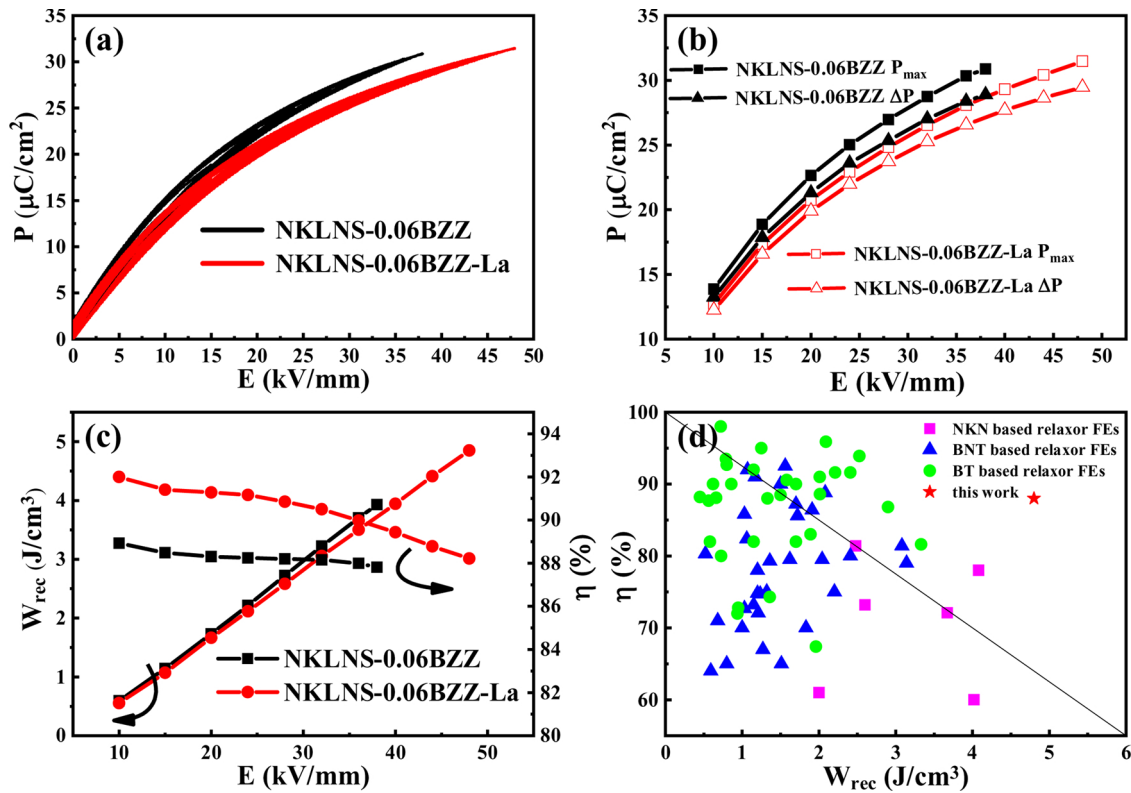 (a)
P (μC/cm²)
35
30
25
20
15
10
5
0
NKLNS-0.06BZZ
NKLNS-0.06BZZ-La
0 5 10 15 20 25 30 35 40 45 50
E (kV/mm)
(b)
P (μC/cm²)
35
30
25
20
15
10
NKLNS-0.06BZZ Pmax
NKLNS-0.06BZZ ΔP
NKLNS-0.06BZZ-La Pmax
NKLNS-0.06BZZ-La ΔP
5 10 15 20 25 30 35 40 45 50
E (kV/mm)
(c)
Wrec (J/cm³)
5
4
3
2
1
0
NKLNS-0.06BZZ
NKLNS-0.06BZZ-La
94
92
90
88
86
84
82
80
η (%)
10 20 30 40 50
E (kV/mm)
(d)
η (%)
100
90
80
70
60
NKN based relaxor FEs
BNT based relaxor FEs
BT based relaxor FEs
this work
0 1 2 3 4 5 6
Wrec (J/cm³)